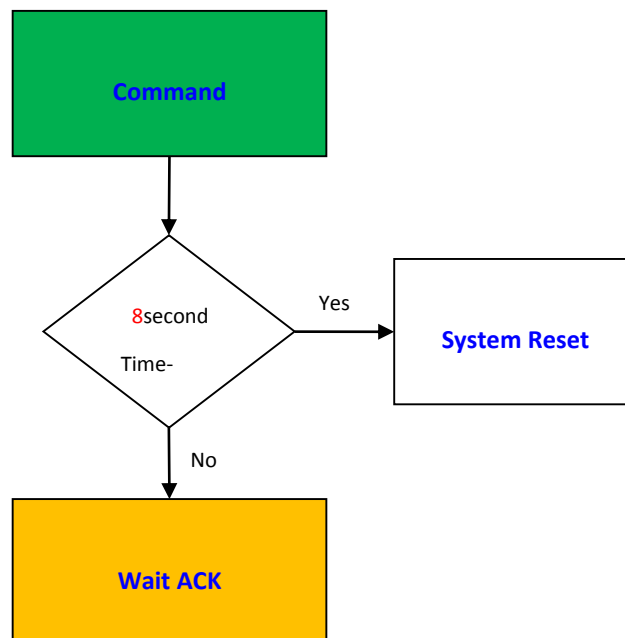 Command
8second
Time-
Yes
System Reset
No
Wait ACK